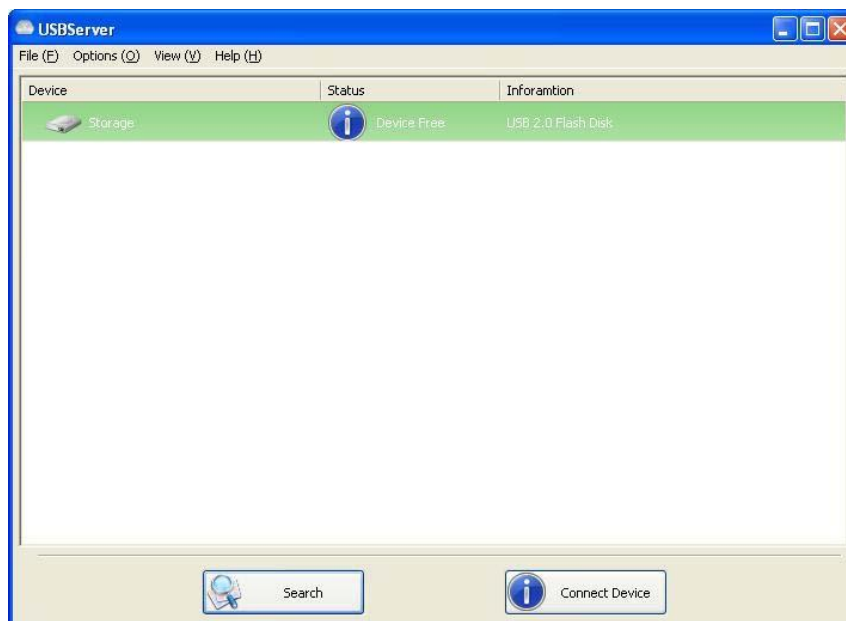 USBServer
File (F) Options (O) View (V) Help (H)
Device Status Inforamtion
Storage Device Free USB 2.0 Flash Disk
Search Connect Device